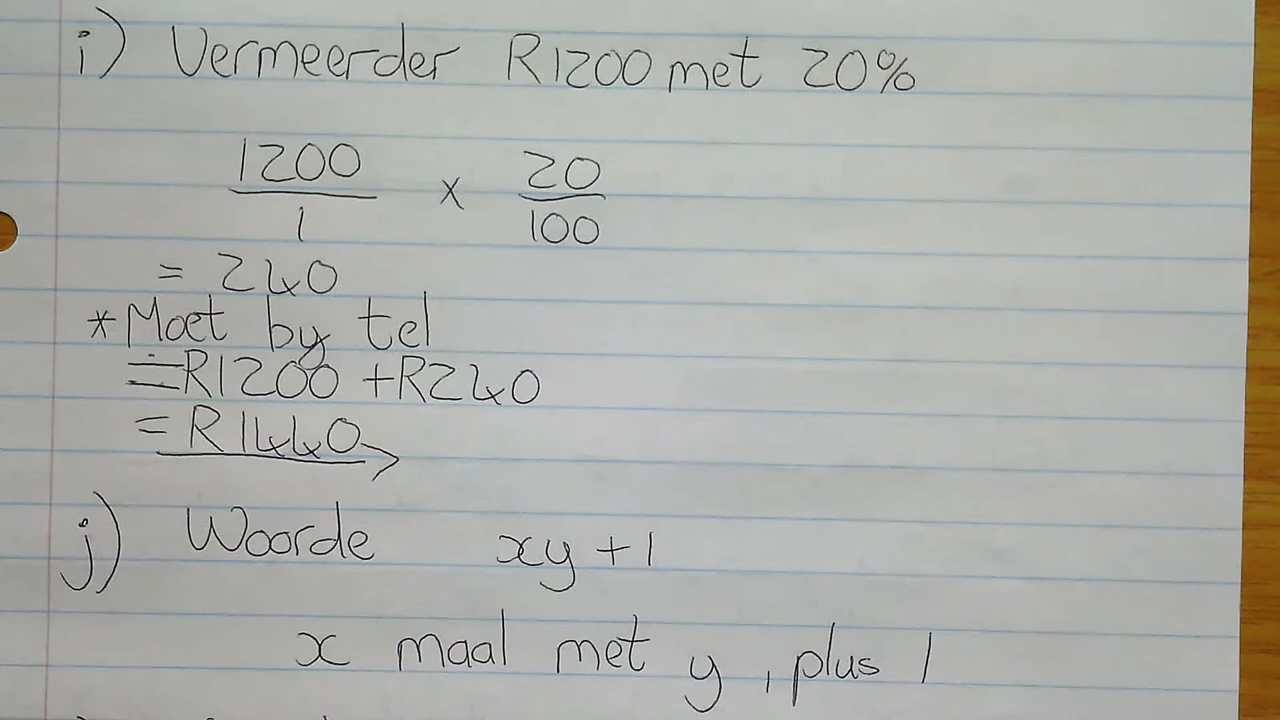 i) Vermeerder R1200 met 20%
1200/1 x 20/100
= 240
*Moet by tel
= R1200 + R240
= R1440
j) Woorde xy + 1
x maal met y, plus 1